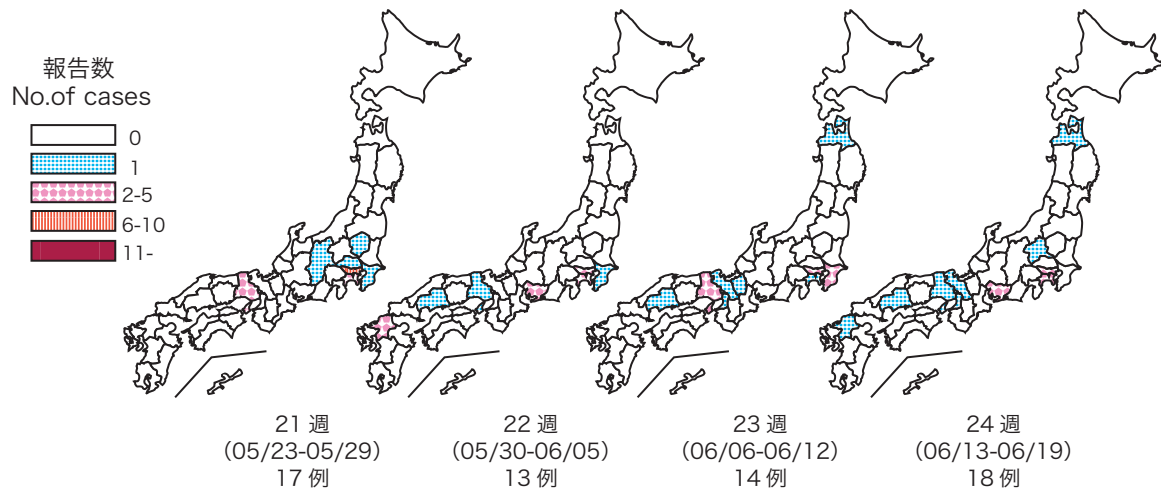 報告数
No.of cases
0
1
2-5
6-10
11-
21 週
(05/23-05/29)
17 例
22 週
(05/30-06/05)
13 例
23 週
(06/06-06/12)
14 例
24 週
(06/13-06/19)
18 例